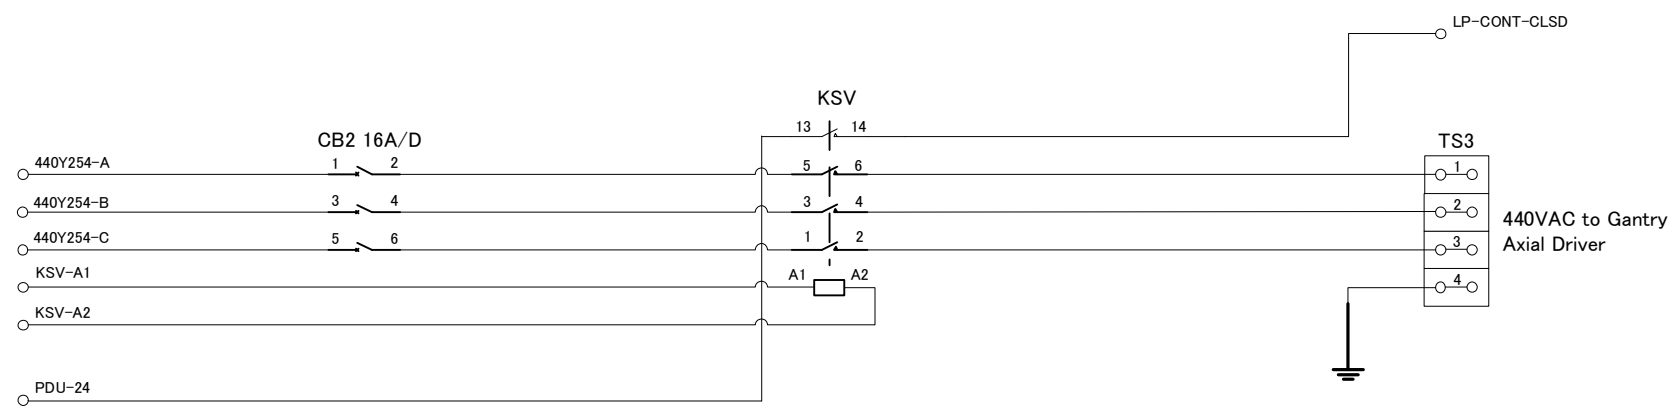 LP-CONT-CLSD
KSV
13 14
CB2 16A/D
TS3
440Y254-A 1 2 5 6 1
440Y254-B 3 4 3 4 2
440VAC to Gantry
Axial Driver
440Y254-C 5 6 1 2 3
KSV-A1 A1 A2 4
KSV-A2
PDU-24